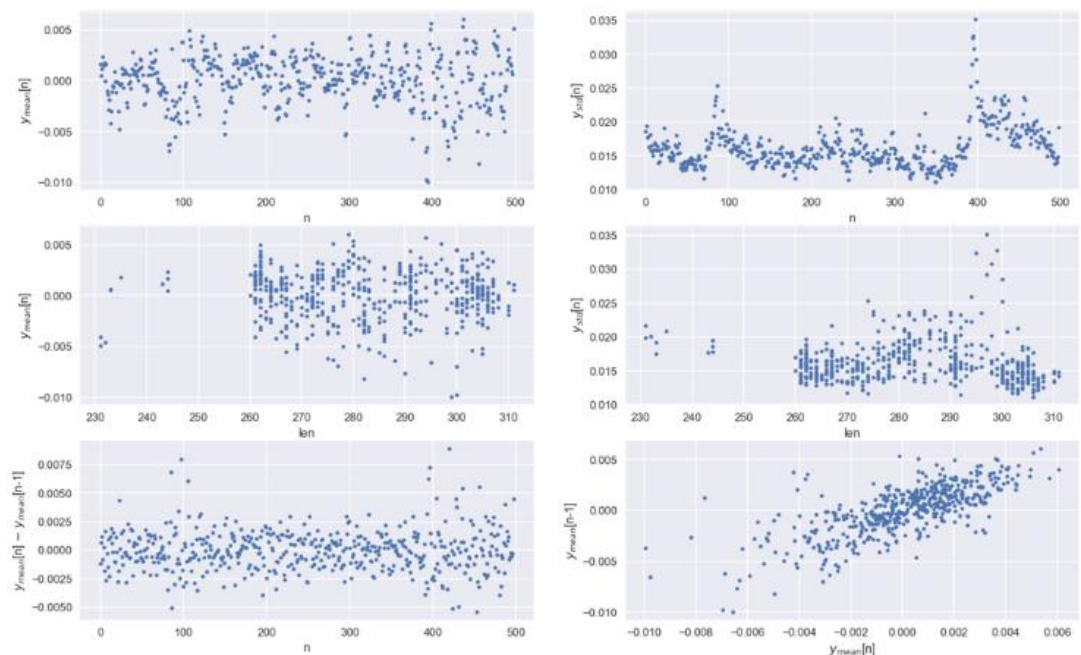 0.005
0.000
−0.005
−0.010
y_mean[n]
0 100 200 300 400 500
n
0.035
0.030
0.025
0.020
0.015
0.010
y_std[n]
0 100 200 300 400 500
n
0.005
0.000
−0.005
−0.010
y_mean[n]
230 240 250 260 270 280 290 300 310
len
0.035
0.030
0.025
0.020
0.015
0.010
y_std[n]
230 240 250 260 270 280 290 300 310
len
0.0075
0.0050
0.0025
0.0000
−0.0025
−0.0050
y_mean[n] − y_mean[n-1]
0 100 200 300 400 500
n
0.005
0.000
−0.005
−0.010
y_mean[n-1]
−0.010 −0.008 −0.006 −0.004 −0.002 0.000 0.002 0.004 0.006
y_mean[n]